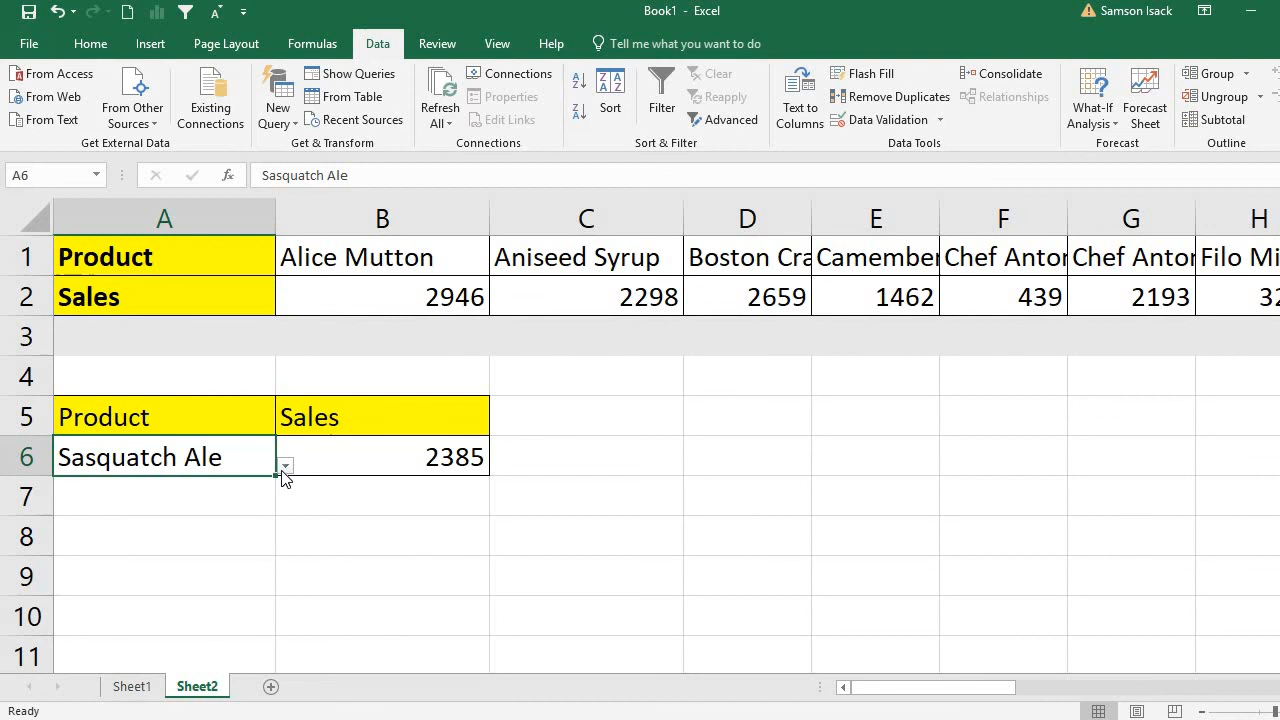 Book1 - Excel
Samson Isack
File Home Insert Page Layout Formulas Data Review View Help Tell me what you want to do
From Access
From Web
From Text
From Other Sources
Existing Connections
Get External Data
New Query
Show Queries
From Table
Recent Sources
Get & Transform
Refresh All
Connections
Properties
Edit Links
Connections
Sort
Filter
Clear
Reapply
Advanced
Sort & Filter
Text to Columns
Flash Fill
Remove Duplicates
Data Validation
Consolidate
Relationships
Data Tools
What-If Analysis
Forecast Sheet
Forecast
Group
Ungroup
Subtotal
Outline
A6 fx Sasquatch Ale
A B C D E F G H
1 Product Alice Mutton Aniseed Syrup Boston Cra Camember Chef Anton Chef Anton Filo Mi
2 Sales 2946 2298 2659 1462 439 2193 32
3
4
5 Product Sales
6 Sasquatch Ale 2385
7
8
9
10
11
Sheet1 Sheet2
Ready